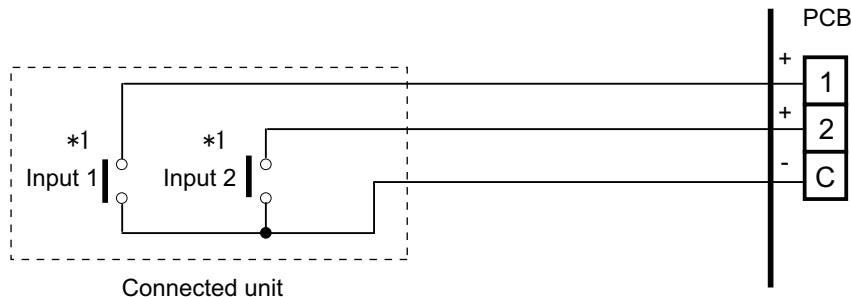 PCB
+
1
+
2
-
C
*1
*1
Input 1
Input 2
Connected unit